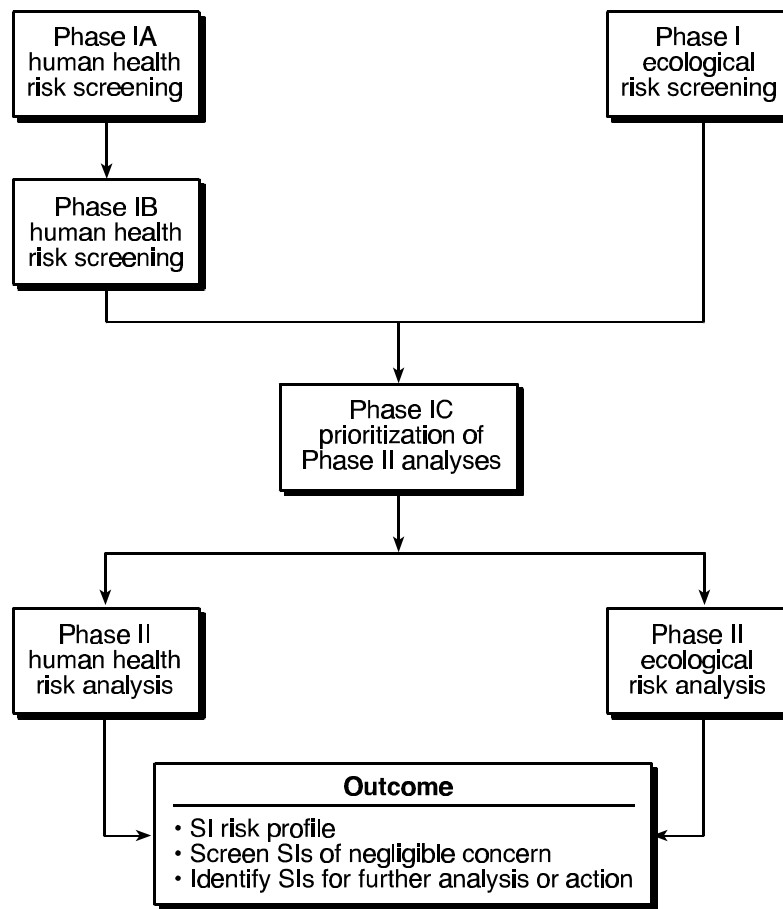 Phase IA
human health
risk screening
Phase I
ecological
risk screening
Phase IB
human health
risk screening
Phase IC
prioritization of
Phase II analyses
Phase II
human health
risk analysis
Phase II
ecological
risk analysis
Outcome
• SI risk profile
• Screen SIs of negligible concern
• Identify SIs for further analysis or action